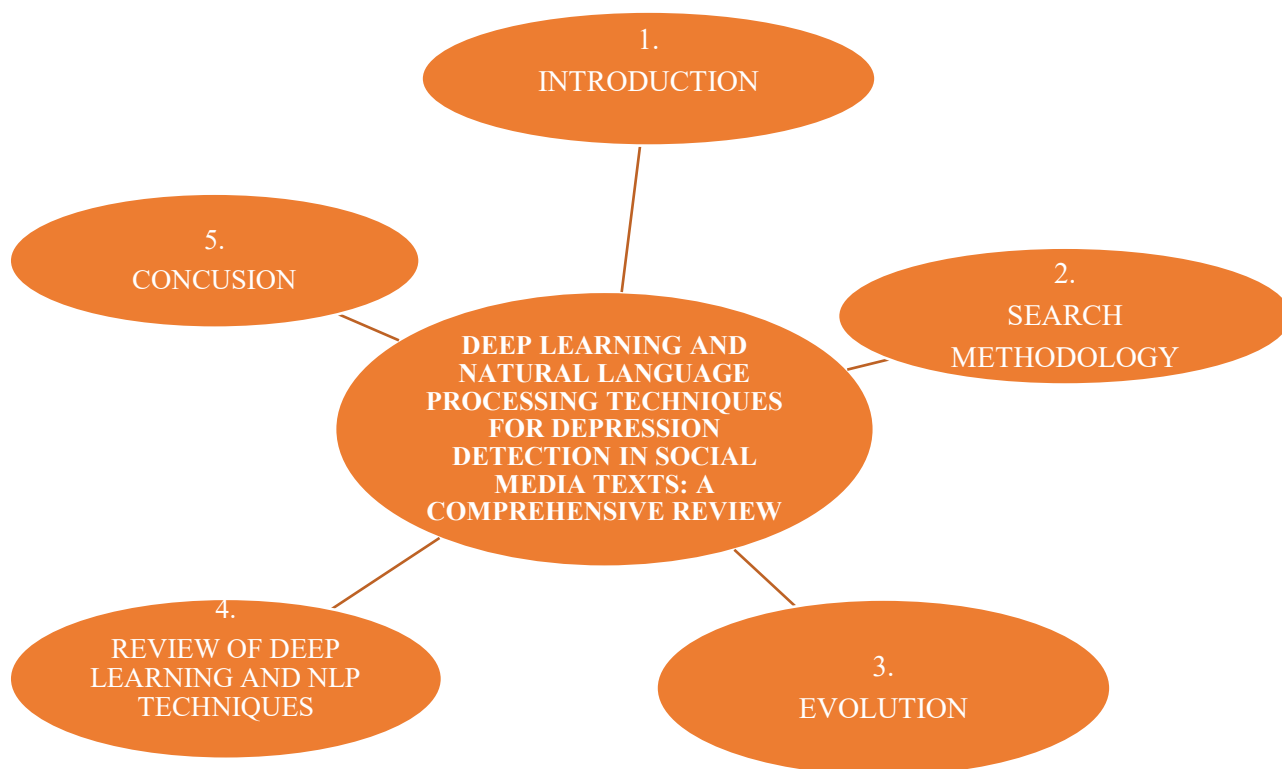 1.
INTRODUCTION
5.
CONCUSION
2.
SEARCH
METHODOLOGY
DEEP LEARNING AND
NATURAL LANGUAGE
PROCESSING TECHNIQUES
FOR DEPRESSION
DETECTION IN SOCIAL
MEDIA TEXTS: A
COMPREHENSIVE REVIEW
4.
REVIEW OF DEEP
LEARNING AND NLP
TECHNIQUES
3.
EVOLUTION